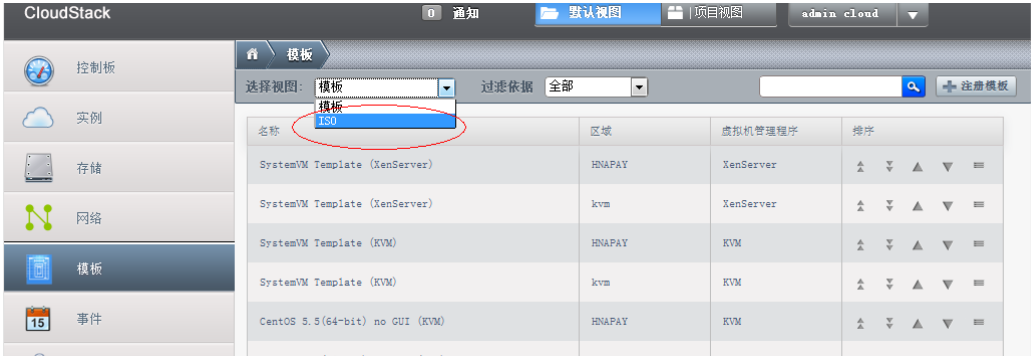 CloudStack 0 通知 默认视图 项目视图 admin cloud
控制板
实例
存储
网络
模板
15 事件
模板
选择视图: 模板 过滤依据 全部 注册模板
模板
ISO
名称 区域 虚拟机管理程序 排序
SystemVM Template (XenServer) HNAPAY XenServer
SystemVM Template (XenServer) kvm XenServer
SystemVM Template (KVM) HNAPAY KVM
SystemVM Template (KVM) kvm KVM
CentOS 5.5(64-bit) no GUI (KVM) HNAPAY KVM